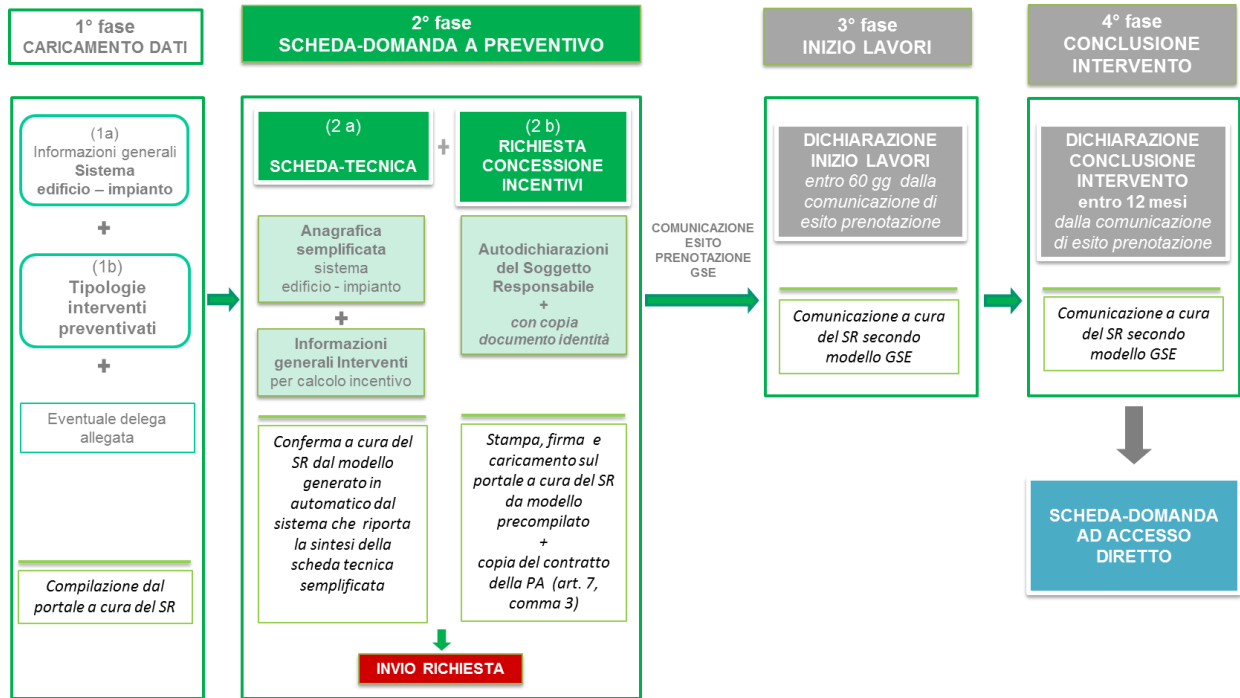 1° fase
CARICAMENTO DATI
(1a)
Informazioni generali
Sistema
edificio – impianto
+
(1b)
Tipologie
interventi
preventivati
+
Eventuale delega
allegata
Compilazione dal
portale a cura del SR
2° fase
SCHEDA-DOMANDA A PREVENTIVO
(2 a)
SCHEDA-TECNICA
+
(2 b)
RICHIESTA
CONCESSIONE
INCENTIVI
Anagrafica
semplificata
sistema
edificio - impianto
+
Informazioni
generali Interventi
per calcolo incentivo
Autodichiarazioni
del Soggetto
Responsabile
+
con copia
documento identità
Conferma a cura del
SR dal modello
generato in
automatico dal
sistema che riporta
la sintesi della
scheda tecnica
semplificata
Stampa, firma e
caricamento sul
portale a cura del SR
da modello
precompilato
+
copia del contratto
della PA (art. 7,
comma 3)
INVIO RICHIESTA
COMUNICAZIONE
ESITO
PRENOTAZIONE
GSE
3° fase
INIZIO LAVORI
DICHIARAZIONE
INIZIO LAVORI
entro 60 gg dalla
comunicazione di
esito prenotazione
Comunicazione a cura
del SR secondo
modello GSE
4° fase
CONCLUSIONE
INTERVENTO
DICHIARAZIONE
CONCLUSIONE
INTERVENTO
entro 12 mesi
dalla comunicazione
di esito prenotazione
Comunicazione a cura
del SR secondo
modello GSE
SCHEDA-DOMANDA
AD ACCESSO
DIRETTO